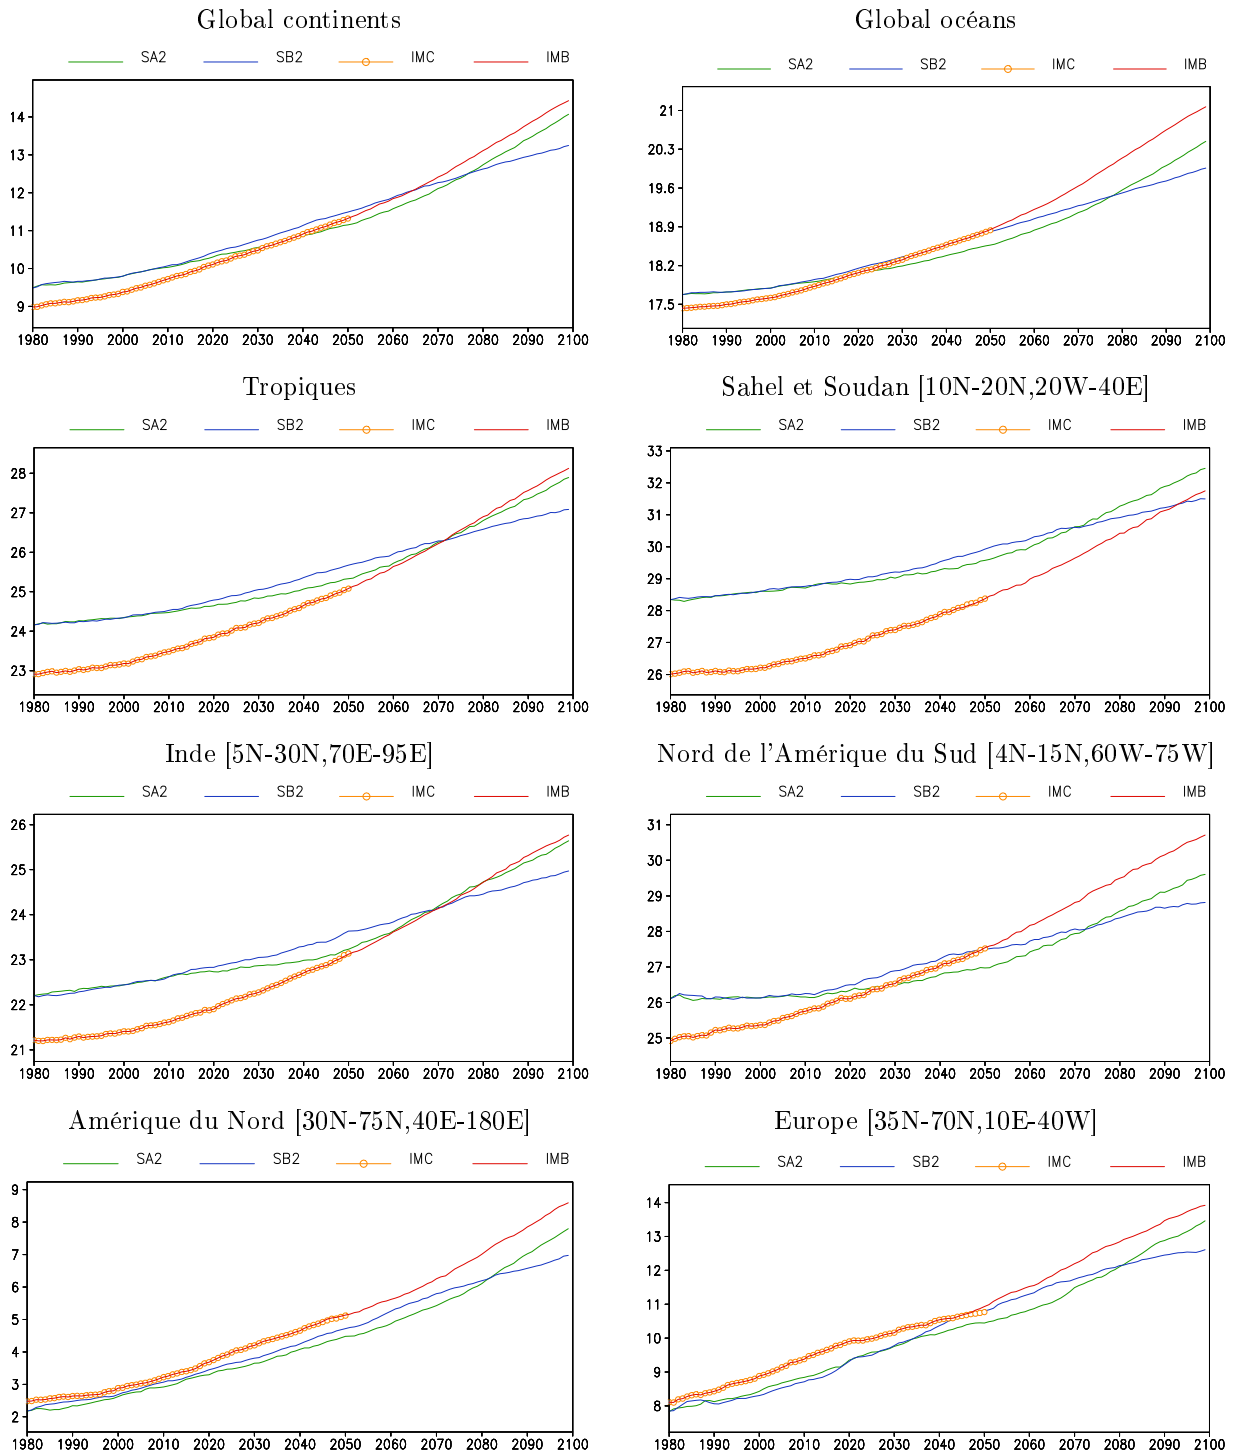 Global continents
SA2 SB2 IMC IMB
14
13
12
11
10
9
1980 1990 2000 2010 2020 2030 2040 2050 2060 2070 2080 2090 2100
Global océans
SA2 SB2 IMC IMB
21
20.3
19.6
18.9
18.2
17.5
1980 1990 2000 2010 2020 2030 2040 2050 2060 2070 2080 2090 2100
Tropiques
SA2 SB2 IMC IMB
28
27
26
25
24
23
1980 1990 2000 2010 2020 2030 2040 2050 2060 2070 2080 2090 2100
Sahel et Soudan [10N-20N,20W-40E]
SA2 SB2 IMC IMB
33
32
31
30
29
28
27
26
1980 1990 2000 2010 2020 2030 2040 2050 2060 2070 2080 2090 2100
Inde [5N-30N,70E-95E]
SA2 SB2 IMC IMB
26
25
24
23
22
21
1980 1990 2000 2010 2020 2030 2040 2050 2060 2070 2080 2090 2100
Nord de l'Amérique du Sud [4N-15N,60W-75W]
SA2 SB2 IMC IMB
31
30
29
28
27
26
25
1980 1990 2000 2010 2020 2030 2040 2050 2060 2070 2080 2090 2100
Amérique du Nord [30N-75N,40E-180E]
SA2 SB2 IMC IMB
9
8
7
6
5
4
3
2
1980 1990 2000 2010 2020 2030 2040 2050 2060 2070 2080 2090 2100
Europe [35N-70N,10E-40W]
SA2 SB2 IMC IMB
14
13
12
11
10
9
8
1980 1990 2000 2010 2020 2030 2040 2050 2060 2070 2080 2090 2100